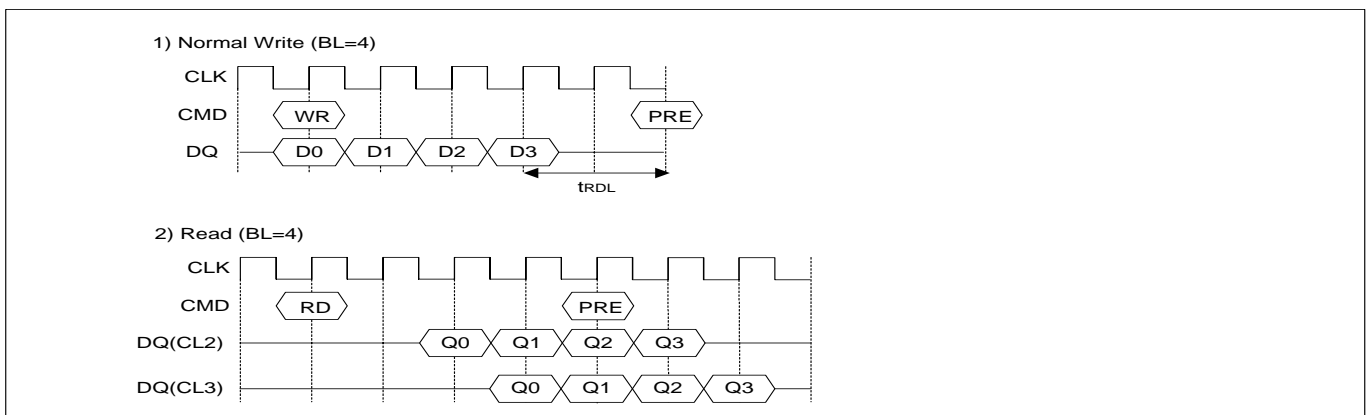 1) Normal Write (BL=4)
CLK
CMD WR PRE
DQ D0 D1 D2 D3
tRDL
2) Read (BL=4)
CLK
CMD RD PRE
DQ(CL2) Q0 Q1 Q2 Q3
DQ(CL3) Q0 Q1 Q2 Q3